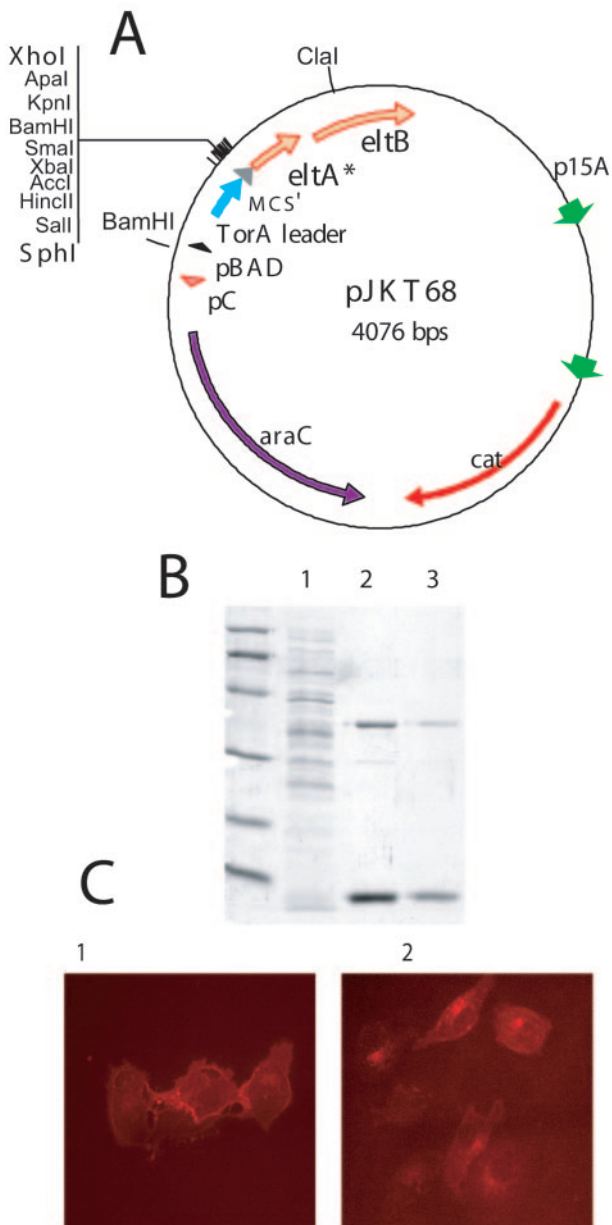 A
XhoI
ApaI
KpnI
BamHI
SmaI
XbaI
AccI
HincII
SalI
SphI
ClaI
eltB
eltA*
MCS'
p15A
BamHI
TorA leader
pBAD
pC
pJKT68
4076 bps
araC
cat
B
1 2 3
C
1 2